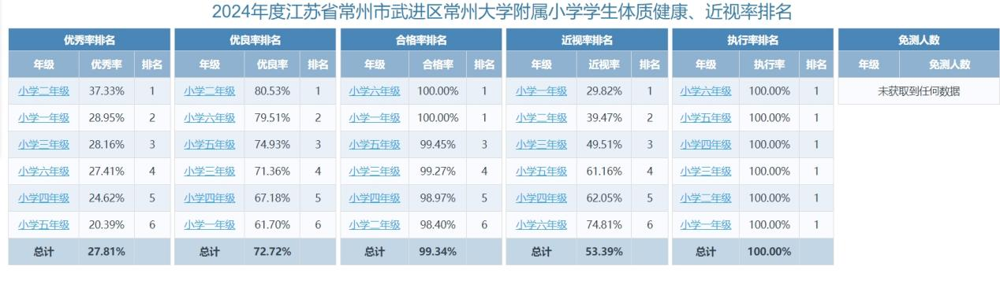 2024年度江苏省常州市武进区常州大学附属小学学生体质健康、近视率排名
优秀率排名 优良率排名 合格率排名 近视率排名 执行率排名 免测人数
年级 优秀率 排名 年级 优良率 排名 年级 合格率 排名 年级 近视率 排名 年级 执行率 排名 年级 免测人数
小学二年级 37.33% 1 小学二年级 80.53% 1 小学六年级 100.00% 1 小学一年级 29.82% 1 小学六年级 100.00% 1 未获取到任何数据
小学一年级 28.95% 2 小学六年级 79.51% 2 小学一年级 100.00% 1 小学二年级 39.47% 2 小学五年级 100.00% 1
小学三年级 28.16% 3 小学五年级 74.93% 3 小学五年级 99.45% 3 小学三年级 49.51% 3 小学四年级 100.00% 1
小学六年级 27.41% 4 小学三年级 71.36% 4 小学三年级 99.27% 4 小学五年级 61.16% 4 小学三年级 100.00% 1
小学四年级 24.62% 5 小学四年级 67.18% 5 小学四年级 98.97% 5 小学四年级 62.05% 5 小学二年级 100.00% 1
小学五年级 20.39% 6 小学一年级 61.70% 6 小学二年级 98.40% 6 小学六年级 74.81% 6 小学一年级 100.00% 1
总计 27.81% 总计 72.72% 总计 99.34% 总计 53.39% 总计 100.00%